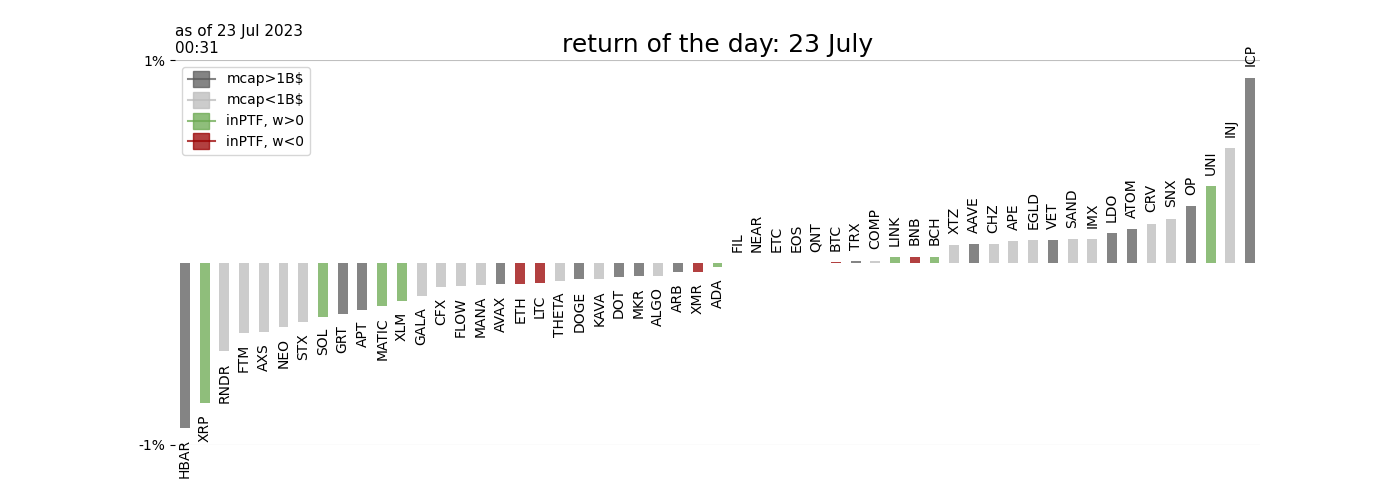 as of 23 Jul 2023
00:31
return of the day: 23 July
1%
mcap>1B$
mcap<1B$
inPTF, w>0
inPTF, w<0
-1%
HBAR
XRP
RNDR
FTM
AXS
NEO
STX
SOL
GRT
APT
MATIC
XLM
GALA
CFX
FLOW
MANA
AVAX
ETH
LTC
THETA
DOGE
KAVA
DOT
MKR
ALGO
ARB
XMR
ADA
FIL
NEAR
ETC
EOS
QNT
BTC
TRX
COMP
LINK
BNB
BCH
XTZ
AAVE
CHZ
APE
EGLD
VET
SAND
IMX
LDO
ATOM
CRV
SNX
OP
UNI
INJ
ICP